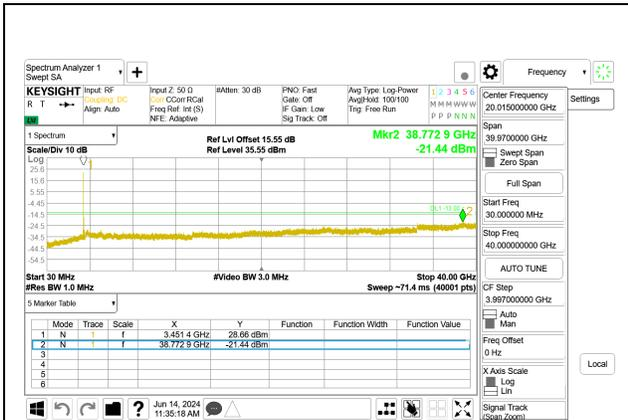 Spectrum Analyzer 1
Swept SA
Frequency
KEYSIGHT
R T
LXI
Input: RF
Coupling: DC
Align: Auto
Input Z: 50 Ω
Corr CCorr RCal
Freq Ref: Int (S)
NFE: Adaptive
#Atten: 30 dB
PNO: Fast
Gate: Off
IF Gain: Low
Sig Track: Off
Avg Type: Log-Power
Avg|Hold: 100/100
Trig: Free Run
1 2 3 4 5 6
M M M W W W
P P P N N N
1 Spectrum
Scale/Div 10 dB
Ref Lvl Offset 15.55 dB
Ref Level 35.55 dBm
Mkr2 38.772 9 GHz
-21.44 dBm
Log
25.6
15.6
5.55
-4.45
-14.5
-24.5
-34.5
-44.5
-54.5
1
2
Start 30 MHz
#Res BW 1.0 MHz
#Video BW 3.0 MHz
Stop 40.00 GHz
Sweep ~71.4 ms (40001 pts)
5 Marker Table
Mode Trace Scale X Y Function Function Width Function Value
1 N 1 f 3.451 4 GHz 28.66 dBm
2 N 1 f 38.772 9 GHz -21.44 dBm
3
4
5
6
Jun 14, 2024
11:35:18 AM
Center Frequency
20.015000000 GHz
Settings
Span
39.9700000 GHz
Swept Span
Zero Span
Full Span
Start Freq
30.000000 MHz
Stop Freq
40.000000000 GHz
AUTO TUNE
CF Step
3.997000000 GHz
Auto
Man
Freq Offset
0 Hz
X Axis Scale
Log
Lin
Signal Track
(Span Zoom)
Local